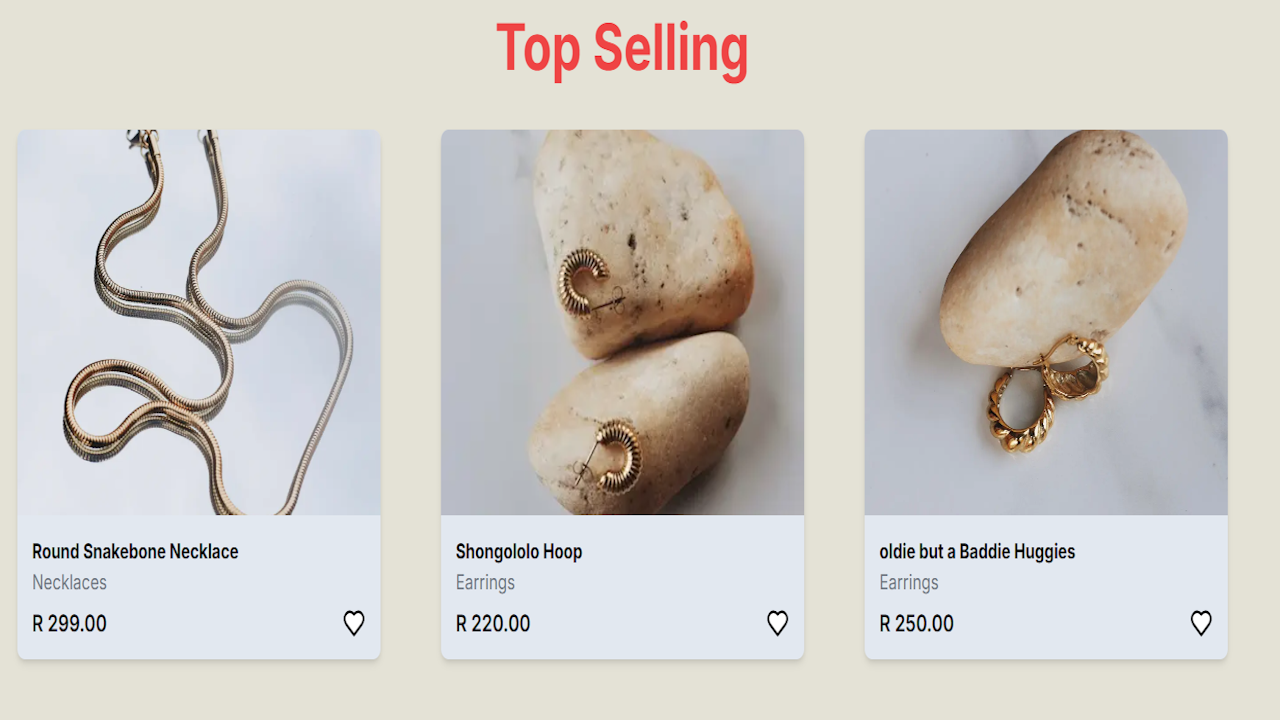 Top Selling
Round Snakebone Necklace
Necklaces
R 299.00
Shongololo Hoop
Earrings
R 220.00
oldie but a Baddie Huggies
Earrings
R 250.00